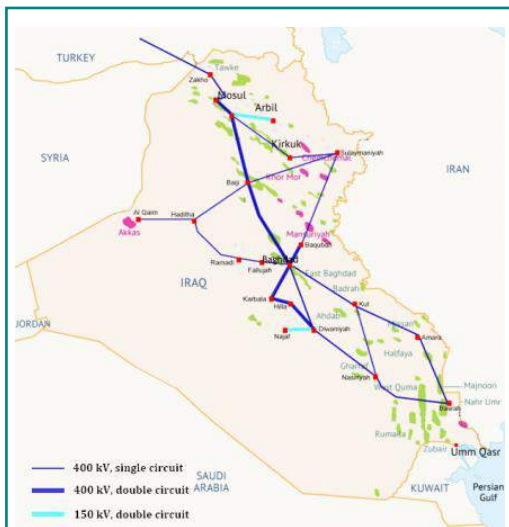 TURKEY
Tawke
Zakho
Mosul
Arbil
SYRIA
Kirkuk
Sulaymaniyah
Chemchemal
IRAN
Khor Mor
Baiji
Al Qaim
Haditha
Akkas
Mansuriyah
Baqubah
Ramadi
Fallujah
Baghdad
East Baghdad
IRAQ
Badrah
Karbala
Hilla
Ahdab
Kut
JORDAN
Najaf
Diwaniyah
Amara
Halfaya
Gharraf
Nasiriyah
West Qurna
Majnoon
Nahr Umr
Basrah
Rumaila
Zubair
Umm Qasr
400 kV, single circuit
400 kV, double circuit
150 kV, double circuit
SAUDI
ARABIA
KUWAIT
Persian
Gulf